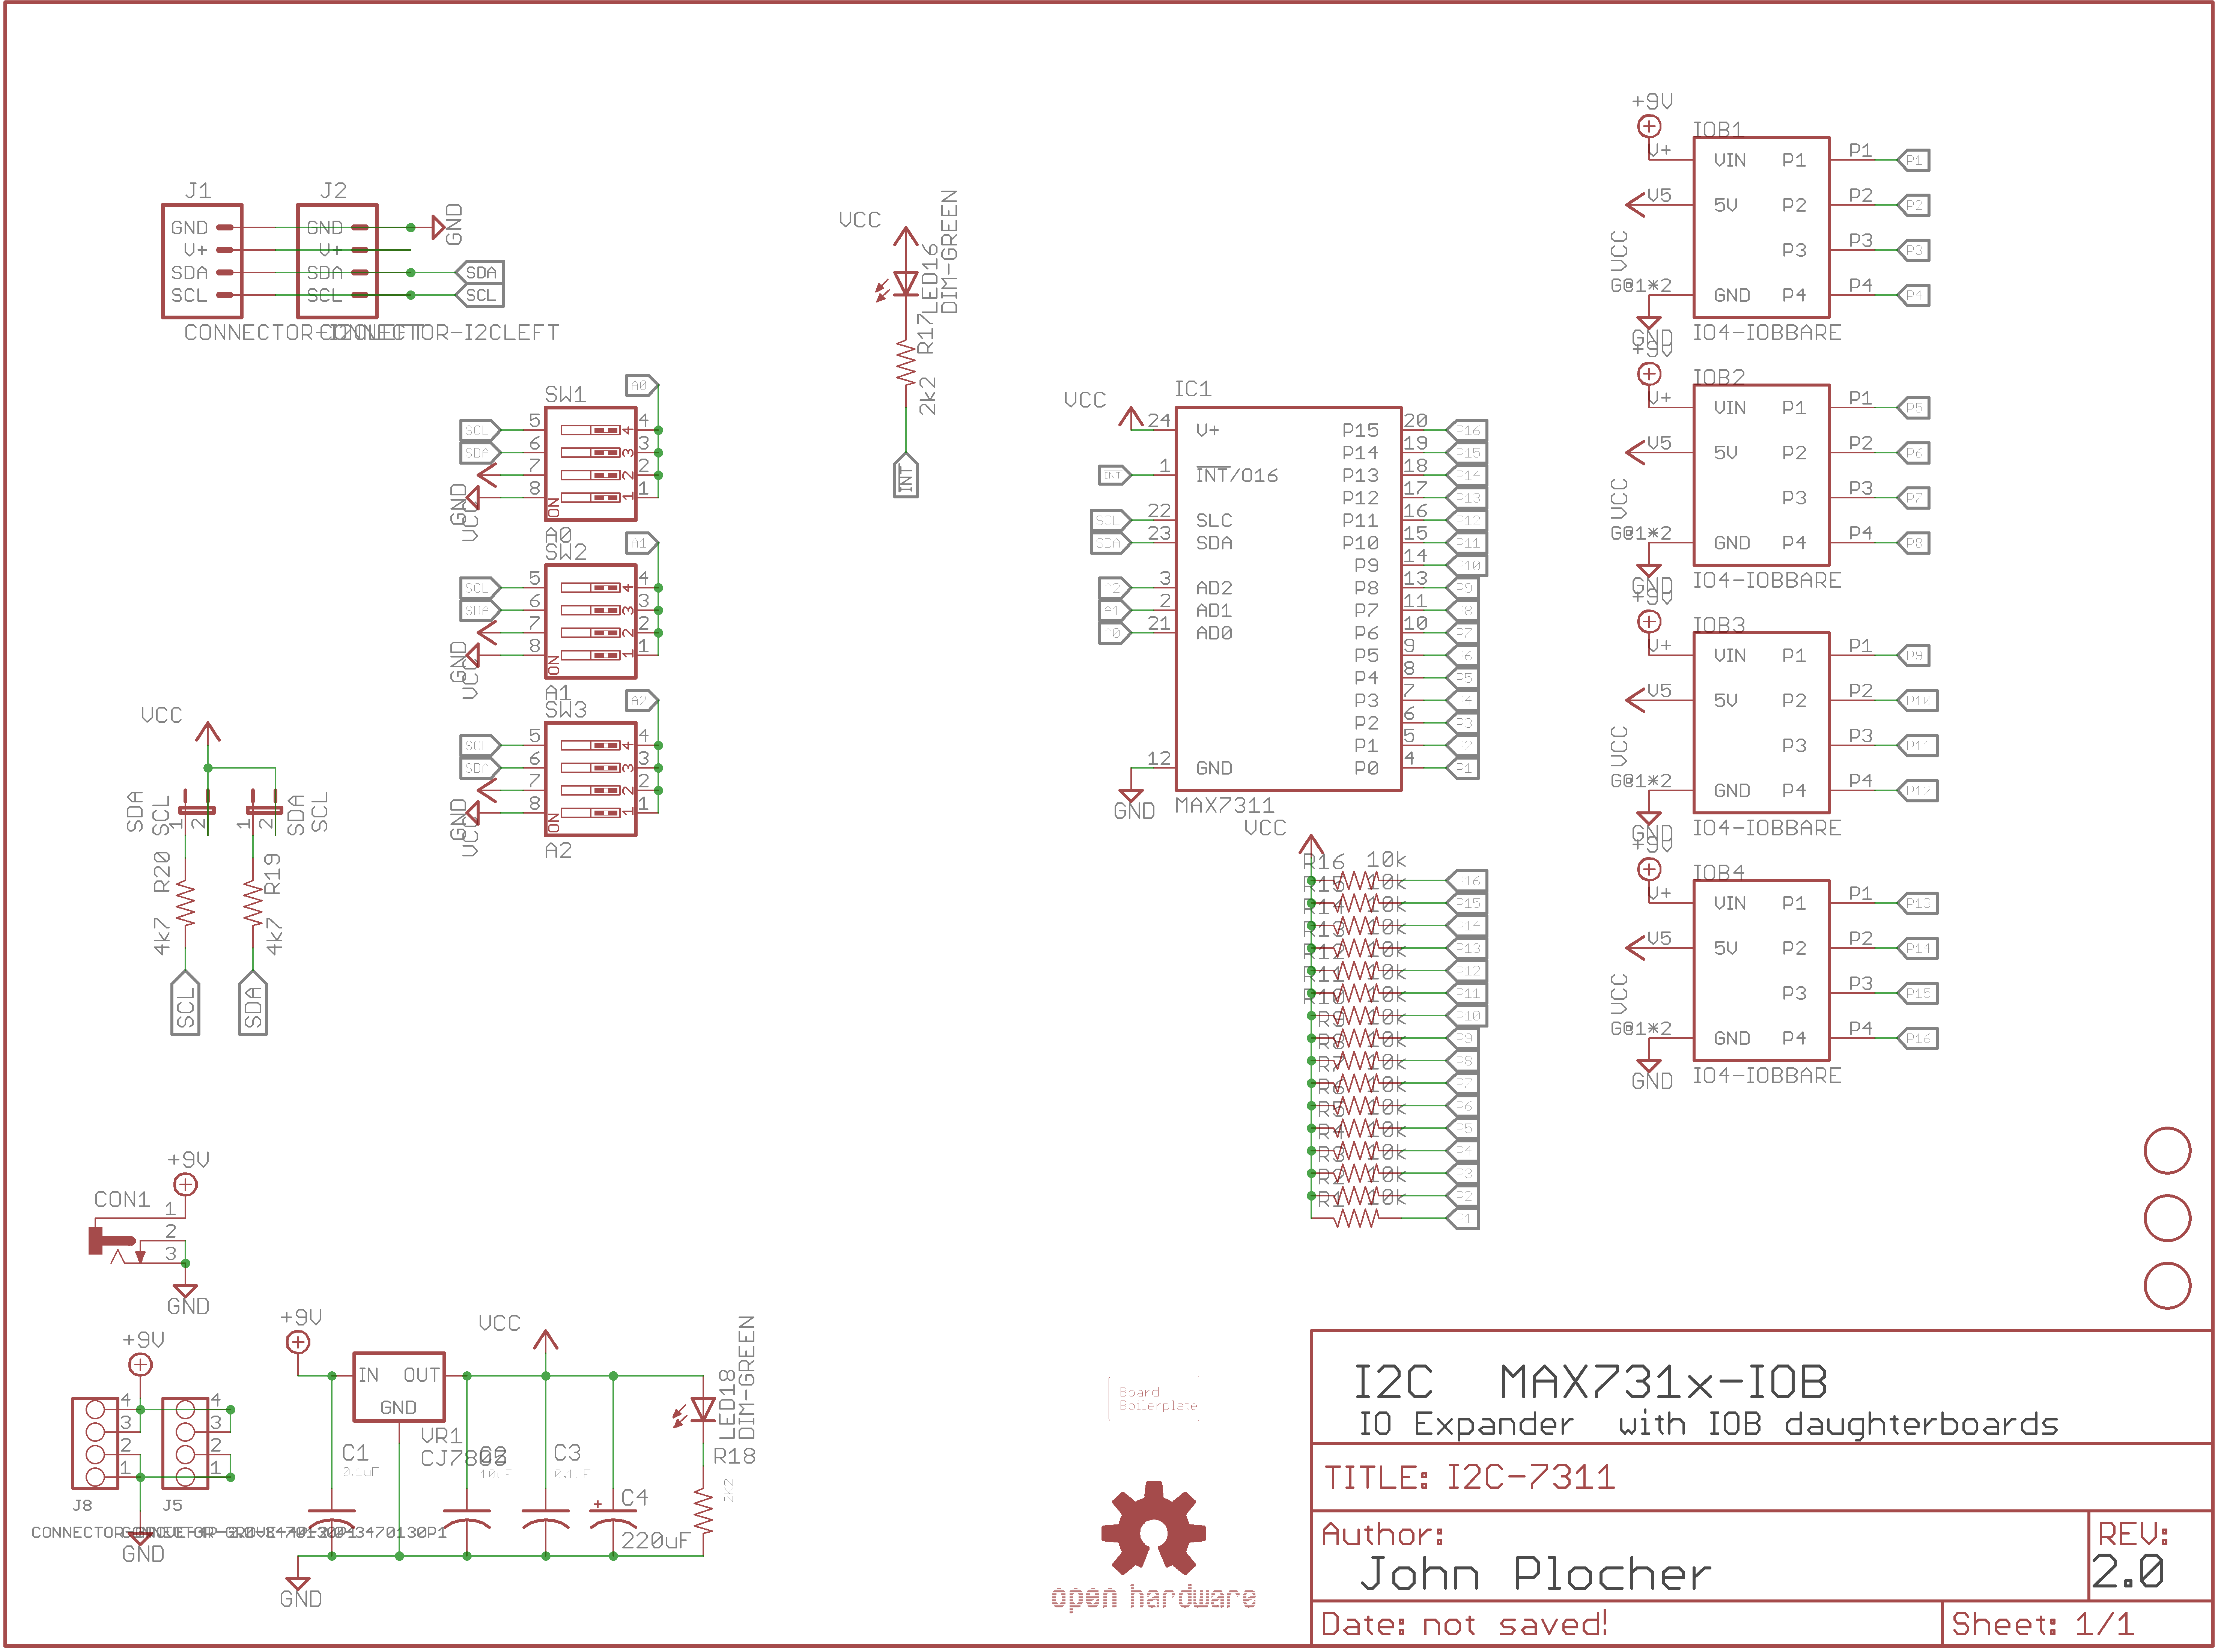 J1
GND
V+
SDA
SCL
J2
GND
V+
SDA
SCL
GND
SDA
SCL
CONNECTOR-I2CLEFT
VCC
LED16
DIM-GREEN
R17
2k2
INT
SW1
A0
SCL
SDA
GND
VCC
5
6
7
8
4
3
2
1
4
3
2
1
ON
A0
SW2
A1
SCL
SDA
GND
VCC
5
6
7
8
4
3
2
1
4
3
2
1
ON
A1
SW3
A2
SCL
SDA
GND
VCC
5
6
7
8
4
3
2
1
4
3
2
1
ON
A2
VCC
SDA
SCL
1
2
1
2
SDA
SCL
R20
4k7
R19
4k7
SCL
SDA
IC1
VCC
24 V+
INT 1 INT/O16
SCL 22 SLC
SDA 23 SDA
A2 3 AD2
A1 2 AD1
A0 21 AD0
12 GND
GND
P15 20 P16
P14 19 P15
P13 18 P14
P12 17 P13
P11 16 P12
P10 15 P11
P9 14 P10
P8 13 P9
P7 11 P8
P6 10 P7
P5 9 P6
P4 8 P5
P3 7 P4
P2 6 P3
P1 5 P2
P0 4 P1
MAX7311
VCC
R16 10k P16
R15 10k P15
R14 10k P14
R13 10k P13
R12 10k P12
R11 10k P11
R10 10k P10
R9 10k P9
R8 10k P8
R7 10k P7
R6 10k P6
R5 10k P5
R4 10k P4
R3 10k P3
R2 10k P2
R1 10k P1
+9V
IOB1
V+ VIN P1 P1 P1
V5 5V P2 P2 P2
VCC P3 P3 P3
G@1*2 GND P4 P4 P4
GND
IO4-IOBBARE
+9V
IOB2
V+ VIN P1 P1 P5
V5 5V P2 P2 P6
VCC P3 P3 P7
G@1*2 GND P4 P4 P8
GND
IO4-IOBBARE
+9V
IOB3
V+ VIN P1 P1 P9
V5 5V P2 P2 P10
VCC P3 P3 P11
G@1*2 GND P4 P4 P12
GND
IO4-IOBBARE
+9V
IOB4
V+ VIN P1 P1 P13
V5 5V P2 P2 P14
VCC P3 P3 P15
G@1*2 GND P4 P4 P16
GND
IO4-IOBBARE
+9V
CON1
1
2
3
GND
+9V
4
3
2
1
4
3
2
1
J8
J5
GND
+9V
IN OUT
GND
VR1
CJ7805
VCC
C1
0.1uF
C2
10uF
C3
0.1uF
C4
220uF
LED18
DIM-GREEN
R18
2K2
GND
Board
Boilerplate
open hardware
I2C MAX731x-IOB
IO Expander with IOB daughterboards
TITLE: I2C-7311
Author:
John Plocher
REV:
2.0
Date: not saved!
Sheet: 1/1